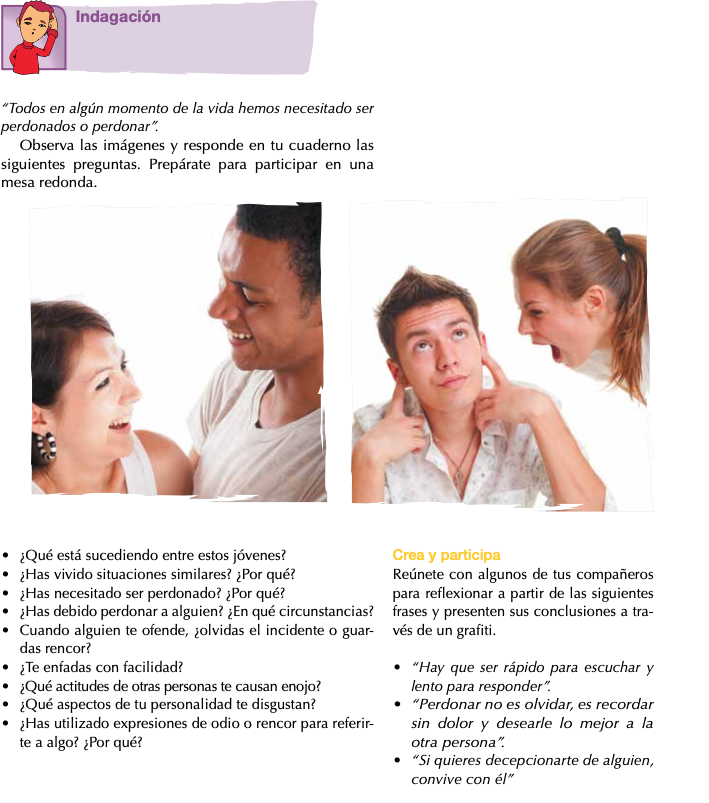 Indagación
“Todos en algún momento de la vida hemos necesitado ser
perdonados o perdonar”.
Observa las imágenes y responde en tu cuaderno las
siguientes preguntas. Prepárate para participar en una
mesa redonda.
• ¿Qué está sucediendo entre estos jóvenes?
• ¿Has vivido situaciones similares? ¿Por qué?
• ¿Has necesitado ser perdonado? ¿Por qué?
• ¿Has debido perdonar a alguien? ¿En qué circunstancias?
• Cuando alguien te ofende, ¿olvidas el incidente o guar-
das rencor?
• ¿Te enfadas con facilidad?
• ¿Qué actitudes de otras personas te causan enojo?
• ¿Qué aspectos de tu personalidad te disgustan?
• ¿Has utilizado expresiones de odio o rencor para referir-
te a algo? ¿Por qué?
Crea y participa
Reúnete con algunos de tus compañeros
para reflexionar a partir de las siguientes
frases y presenten sus conclusiones a tra-
vés de un grafiti.
• “Hay que ser rápido para escuchar y
lento para responder”.
• “Perdonar no es olvidar, es recordar
sin dolor y desearle lo mejor a la
otra persona”.
• “Si quieres decepcionarte de alguien,
convive con él”